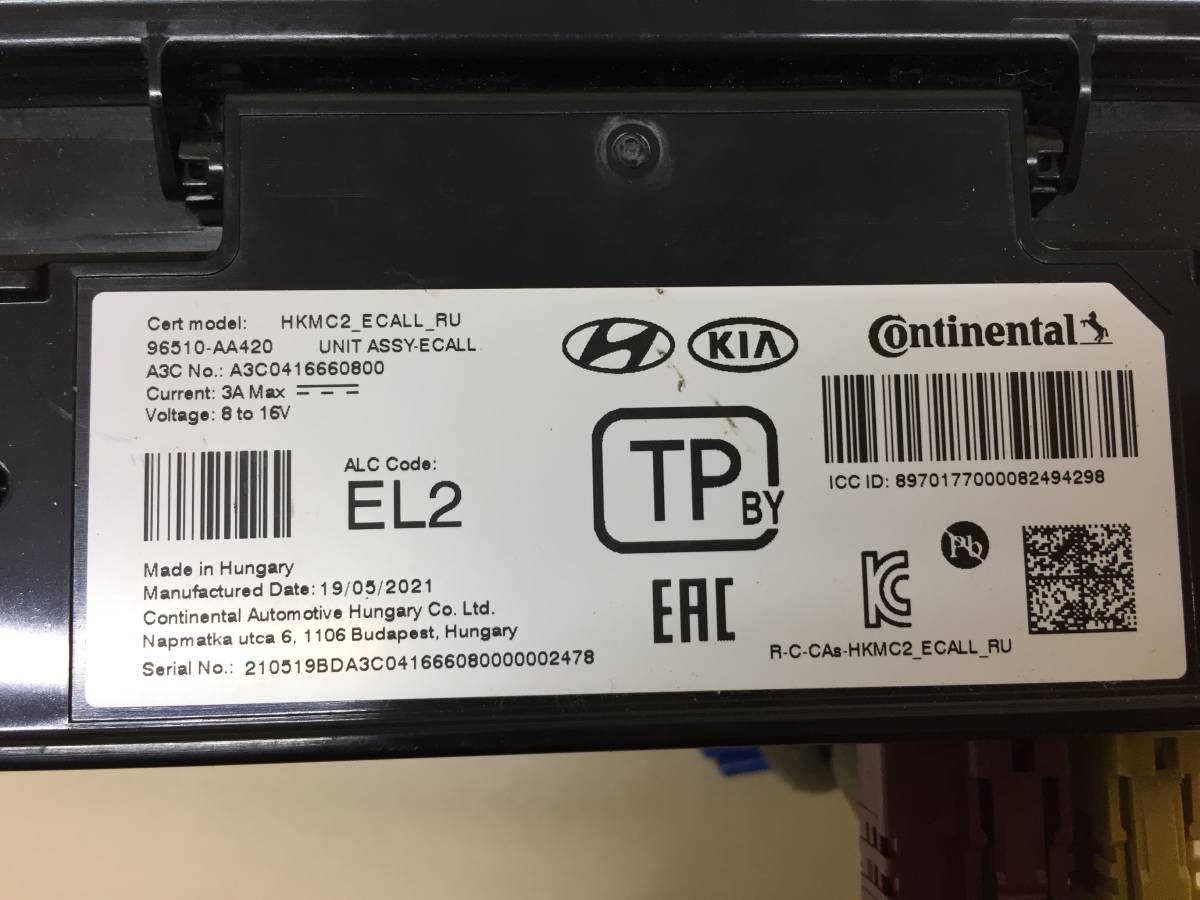 Cert model: HKMC2_ECALL_RU
96510-AA420 UNIT ASSY-ECALL
A3C No.: A3C0416660800
Current: 3A Max
Voltage: 8 to 16V
ALC Code:
EL2
Made in Hungary
Manufactured Date: 19/05/2021
Continental Automotive Hungary Co. Ltd.
Napmatka utca 6, 1106 Budapest, Hungary
Serial No.: 210519BDA3C041666080000002478
KIA
TP BY
EAC
Continental
ICC ID: 89701770000082494298
Pb
KC
R-C-CAs-HKMC2_ECALL_RU